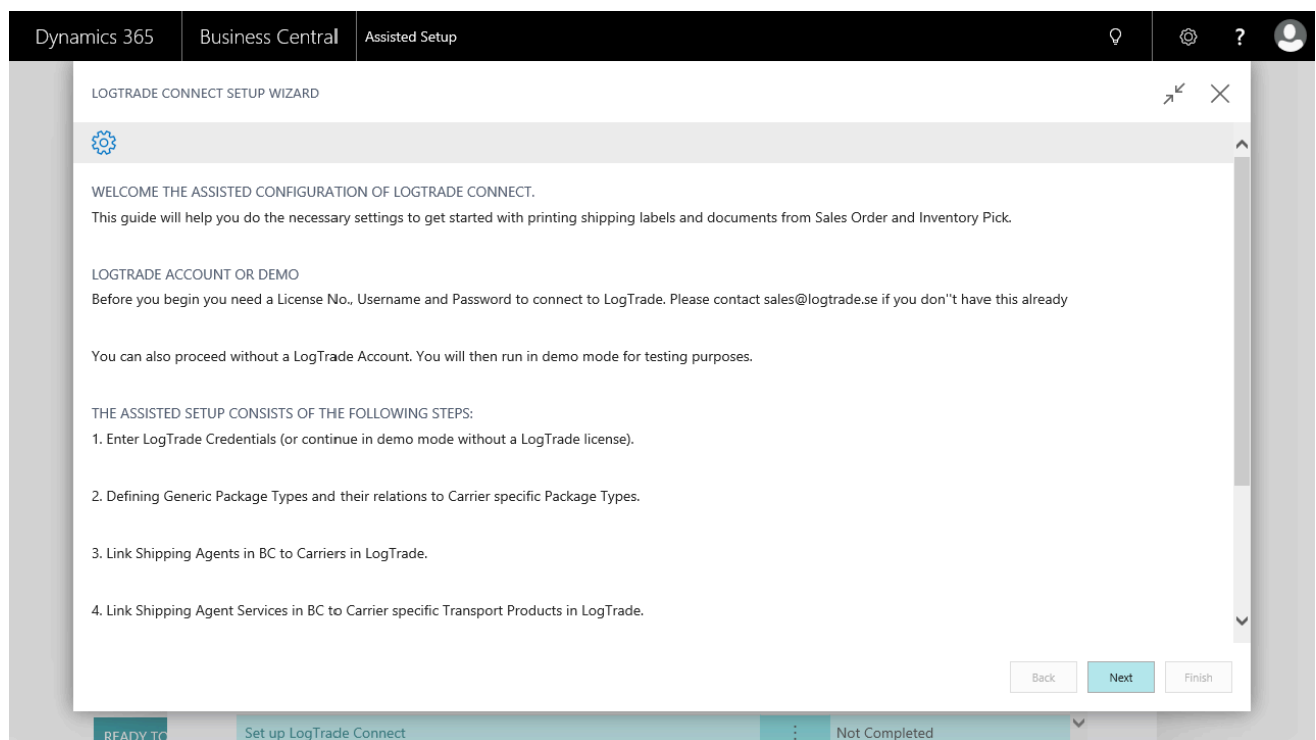 Dynamics 365 Business Central Assisted Setup ?
LOGTRADE CONNECT SETUP WIZARD
WELCOME THE ASSISTED CONFIGURATION OF LOGTRADE CONNECT.
This guide will help you do the necessary settings to get started with printing shipping labels and documents from Sales Order and Inventory Pick.
LOGTRADE ACCOUNT OR DEMO
Before you begin you need a License No., Username and Password to connect to LogTrade. Please contact sales@logtrade.se if you don''t have this already
You can also proceed without a LogTrade Account. You will then run in demo mode for testing purposes.
THE ASSISTED SETUP CONSISTS OF THE FOLLOWING STEPS:
1. Enter LogTrade Credentials (or continue in demo mode without a LogTrade license).
2. Defining Generic Package Types and their relations to Carrier specific Package Types.
3. Link Shipping Agents in BC to Carriers in LogTrade.
4. Link Shipping Agent Services in BC to Carrier specific Transport Products in LogTrade.
Back Next Finish
READY TO Set up LogTrade Connect Not Completed